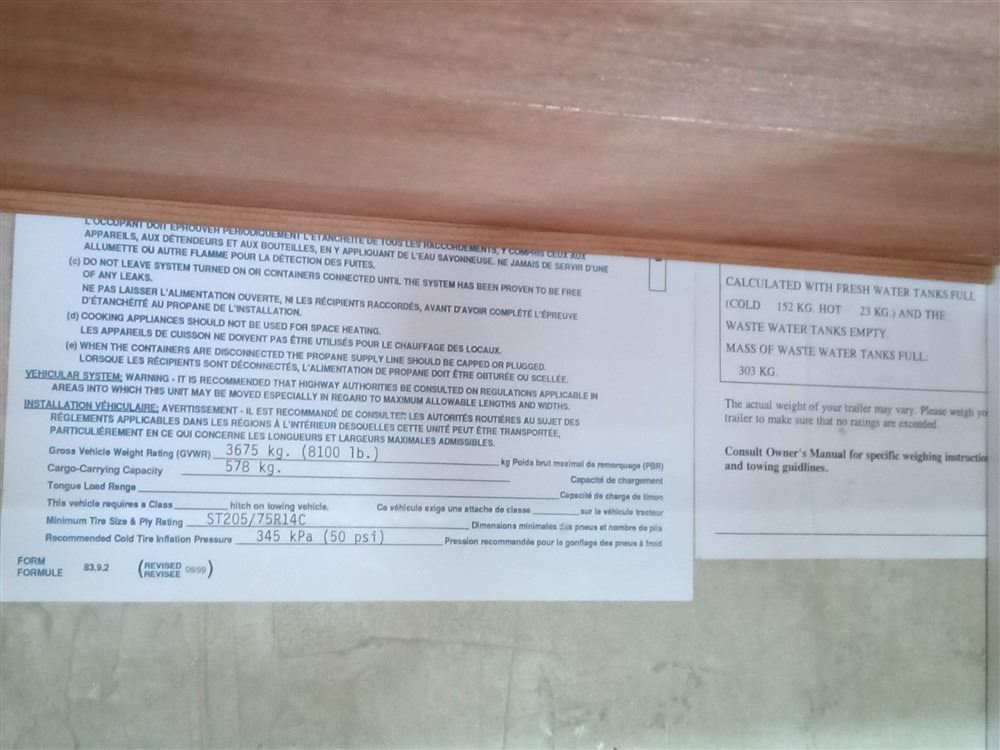 L'OCCUPANT DOIT ÉPROUVER PÉRIODIQUEMENT L'ÉTANCHÉITÉ DE TOUS LES RACCORDEMENTS, Y COMPRIS CEUX AUX
APPAREILS, AUX DÉTENDEURS ET AUX BOUTEILLES, EN Y APPLIQUANT DE L'EAU SAVONNEUSE. NE JAMAIS DE SERVIR D'UNE
ALLUMETTE OU AUTRE FLAMME POUR LA DÉTECTION DES FUITES.
(c) DO NOT LEAVE SYSTEM TURNED ON OR CONTAINERS CONNECTED UNTIL THE SYSTEM HAS BEEN PROVEN TO BE FREE
OF ANY LEAKS.
NE PAS LAISSER L'ALIMENTATION OUVERTE, NI LES RÉCIPIENTS RACCORDÉS, AVANT D'AVOIR COMPLÉTÉ L'ÉPREUVE
D'ÉTANCHÉITÉ AU PROPANE DE L'INSTALLATION.
(d) COOKING APPLIANCES SHOULD NOT BE USED FOR SPACE HEATING.
LES APPAREILS DE CUISSON NE DOIVENT PAS ÊTRE UTILISÉS POUR LE CHAUFFAGE DES LOCAUX.
(e) WHEN THE CONTAINERS ARE DISCONNECTED THE PROPANE SUPPLY LINE SHOULD BE CAPPED OR PLUGGED.
LORSQUE LES RÉCIPIENTS SONT DÉCONNECTÉS, L'ALIMENTATION DE PROPANE DOIT ÊTRE OBTURÉE OU SCELLÉE.
VEHICULAR SYSTEM: WARNING - IT IS RECOMMENDED THAT HIGHWAY AUTHORITIES BE CONSULTED ON REGULATIONS APPLICABLE IN
AREAS INTO WHICH THIS UNIT MAY BE MOVED ESPECIALLY IN REGARD TO MAXIMUM ALLOWABLE LENGTHS AND WIDTHS.
INSTALLATION VÉHICULAIRE: AVERTISSEMENT - IL EST RECOMMANDÉ DE CONSULTER LES AUTORITÉS ROUTIÈRES AU SUJET DES
RÈGLEMENTS APPLICABLES DANS LES RÉGIONS À L'INTÉRIEUR DESQUELLES CETTE UNITÉ PEUT ÊTRE TRANSPORTÉE,
PARTICULIÈREMENT EN CE QUI CONCERNE LES LONGUEURS ET LARGEURS MAXIMALES ADMISSIBLES.
Gross Vehicle Weight Rating (GVWR) 3675 kg. (8100 lb.) kg Poids brut maximal de remorquage (PBR)
Cargo-Carrying Capacity 578 kg. Capacité de chargement
Tongue Load Range Capacité de charge du timon
This vehicle requires a Class hitch on towing vehicle. Ce véhicule exige une attache de classe sur le véhicule tracteur
Minimum Tire Size & Ply Rating ST205/75R14C Dimensions minimales des pneus et nombre de plis
Recommended Cold Tire Inflation Pressure 345 kPa (50 psi) Pression recommandée pour le gonflage des pneus à froid
FORM
FORMULE 83.9.2 (REVISED
REVISÉE 08/99)
CALCULATED WITH FRESH WATER TANKS FULL
(COLD 152 KG. HOT 23 KG.) AND THE
WASTE WATER TANKS EMPTY.
MASS OF WASTE WATER TANKS FULL:
303 KG.
The actual weight of your trailer may vary. Please weigh yo
trailer to make sure that no ratings are exceeded.
Consult Owner's Manual for specific weighing instructio
and towing guidlines.